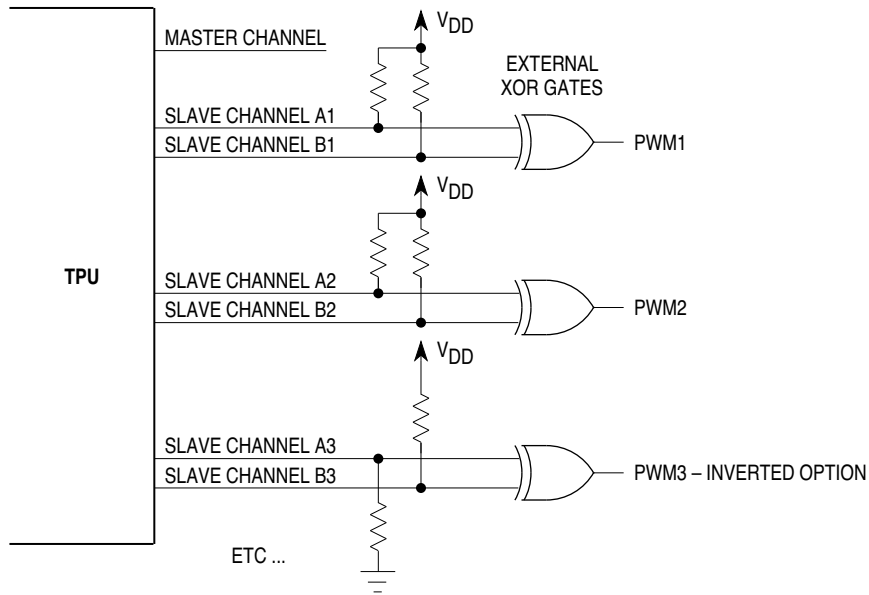 MASTER CHANNEL
VDD
EXTERNAL
XOR GATES
SLAVE CHANNEL A1
SLAVE CHANNEL B1
PWM1
VDD
TPU
SLAVE CHANNEL A2
SLAVE CHANNEL B2
PWM2
VDD
SLAVE CHANNEL A3
SLAVE CHANNEL B3
PWM3 – INVERTED OPTION
ETC ...